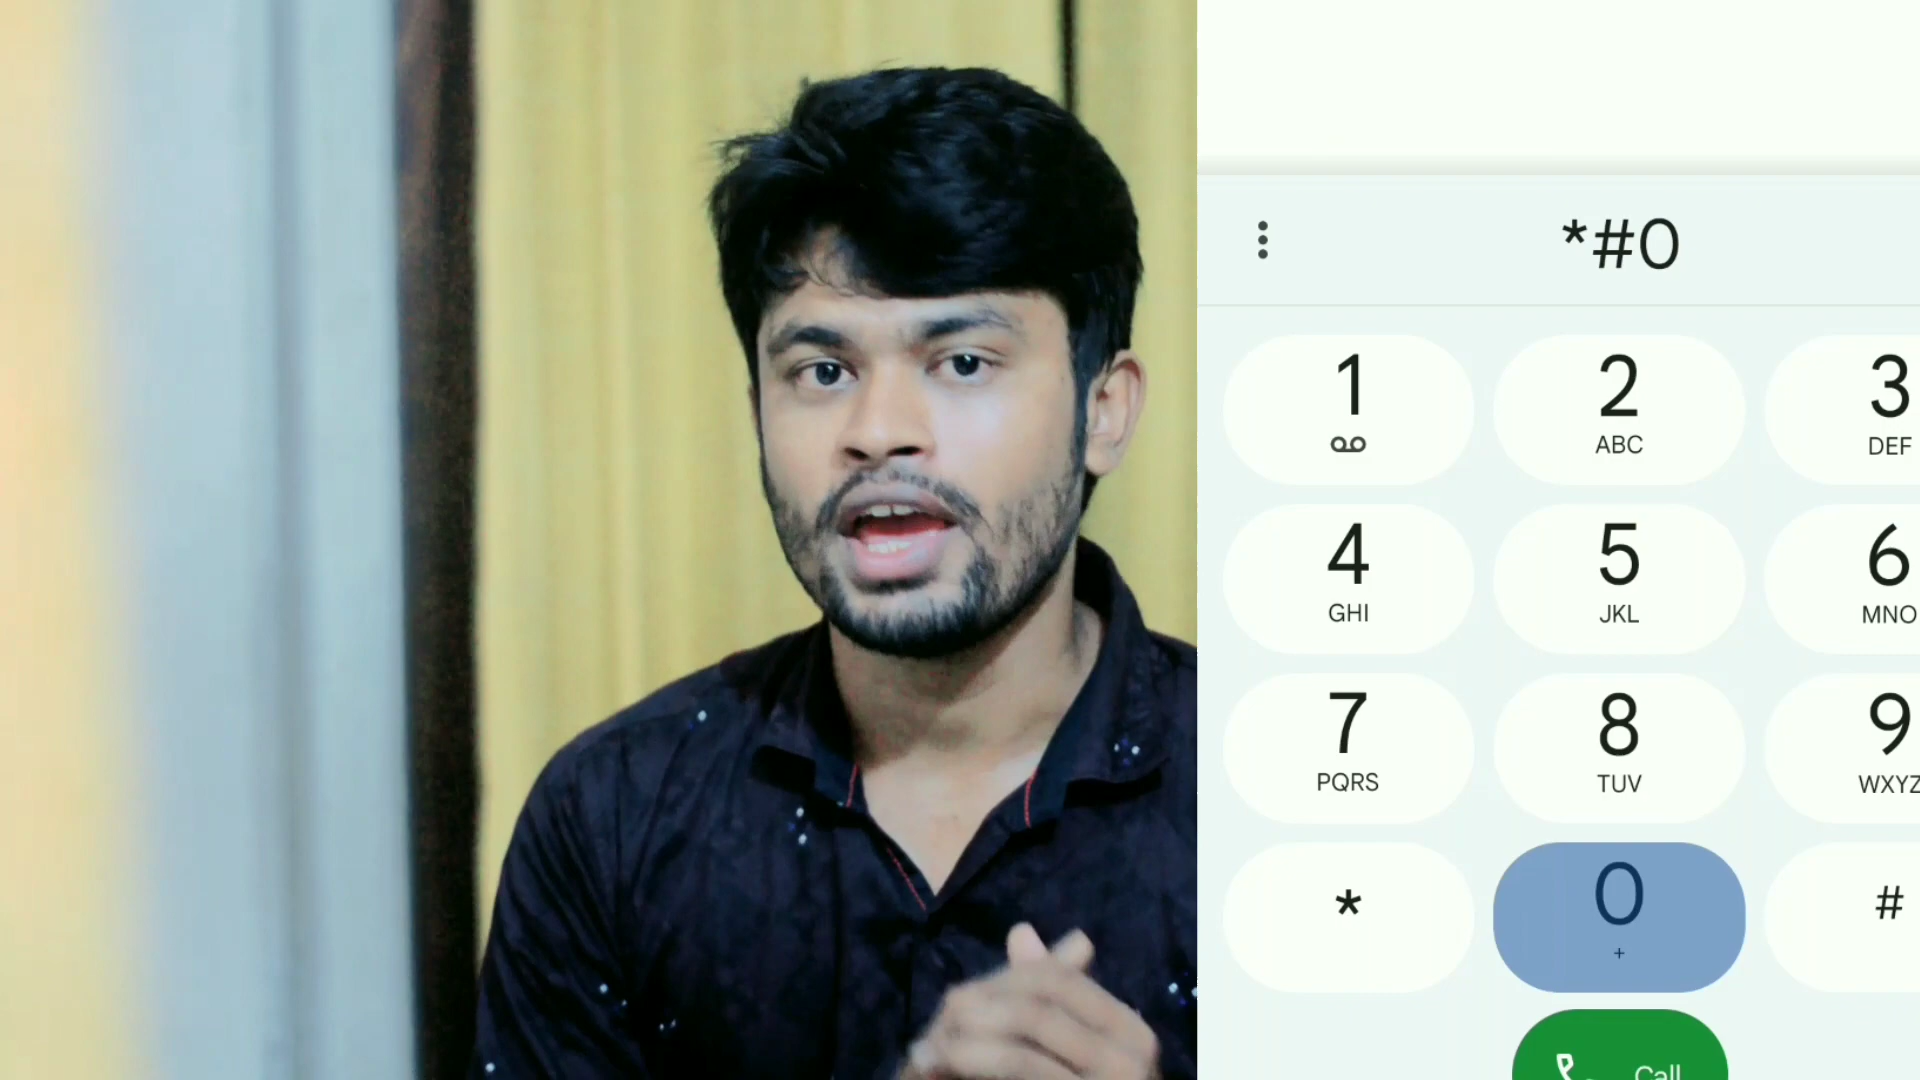 *#0
1 2 3
ABC DEF
4 5 6
GHI JKL MNO
7 8 9
PQRS TUV WXYZ
* 0 #
+
Call